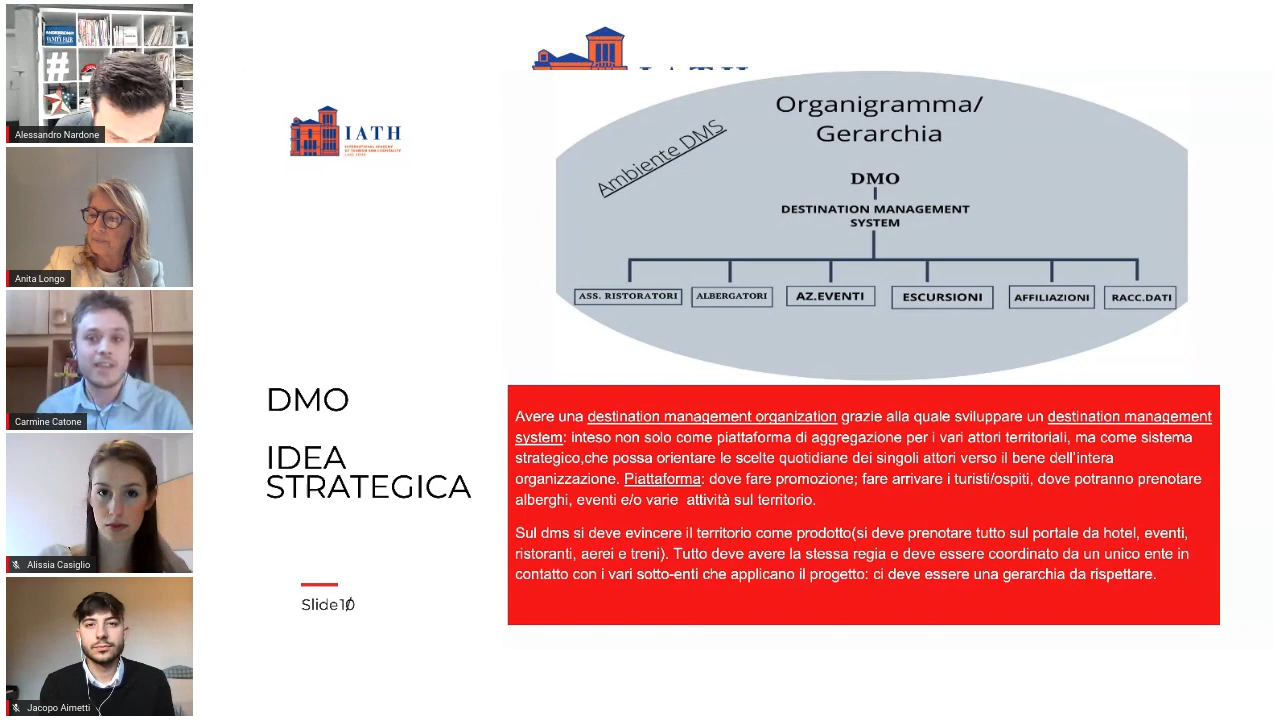 VANITY FAIR
#
Alessandro Nardone
Anita Longo
Carmine Catone
Alissia Casiglio
Jacopo Aimetti
IATH
IATH
INTERNATIONAL ACADEMY
OF TOURISM AND HOSPITALITY
DMO
IDEA
STRATEGICA
Organigramma/
Gerarchia
Ambiente DMS
DMO
DESTINATION MANAGEMENT
SYSTEM
ASS. RISTORATORI
ALBERGATORI
AZ.EVENTI
ESCURSIONI
AFFILIAZIONI
RACC.DATI
Avere una destination management organization grazie alla quale sviluppare un destination management
system: inteso non solo come piattaforma di aggregazione per i vari attori territoriali, ma come sistema
strategico,che possa orientare le scelte quotidiane dei singoli attori verso il bene dell'intera
organizzazione. Piattaforma: dove fare promozione; fare arrivare i turisti/ospiti, dove potranno prenotare
alberghi, eventi e/o varie attività sul territorio.
Sul dms si deve evincere il territorio come prodotto(si deve prenotare tutto sul portale da hotel, eventi,
ristoranti, aerei e treni). Tutto deve avere la stessa regia e deve essere coordinato da un unico ente in
contatto con i vari sotto-enti che applicano il progetto: ci deve essere una gerarchia da rispettare.
Slide